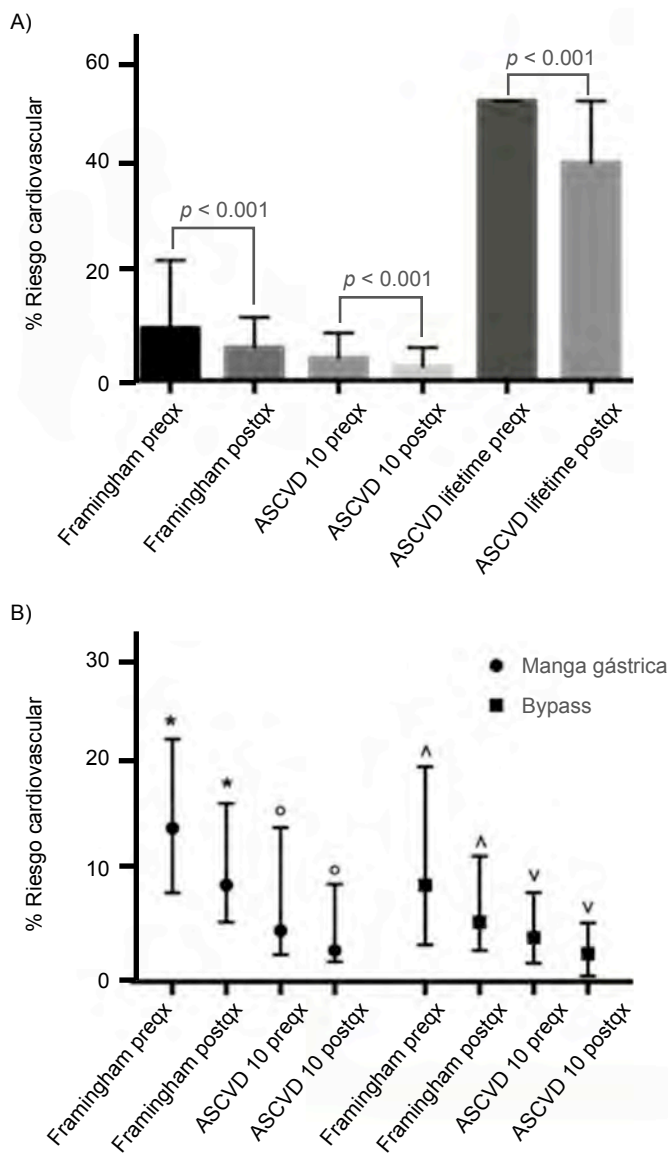 A)
% Riesgo cardiovascular
60
40
20
0
p < 0.001
p < 0.001
p < 0.001
Framingham preqx
Framingham postqx
ASCVD 10 preqx
ASCVD 10 postqx
ASCVD lifetime preqx
ASCVD lifetime postqx
B)
% Riesgo cardiovascular
30
20
10
0
Manga gástrica
Bypass
Framingham preqx
Framingham postqx
ASCVD 10 preqx
ASCVD 10 postqx
Framingham preqx
Framingham postqx
ASCVD 10 preqx
ASCVD 10 postqx